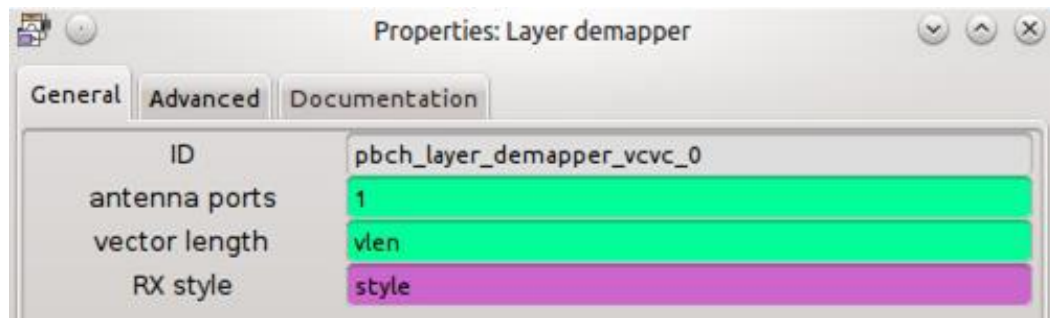 Properties: Layer demapper
General Advanced Documentation
ID pbch_layer_demapper_vcvc_0
antenna ports 1
vector length vlen
RX style style